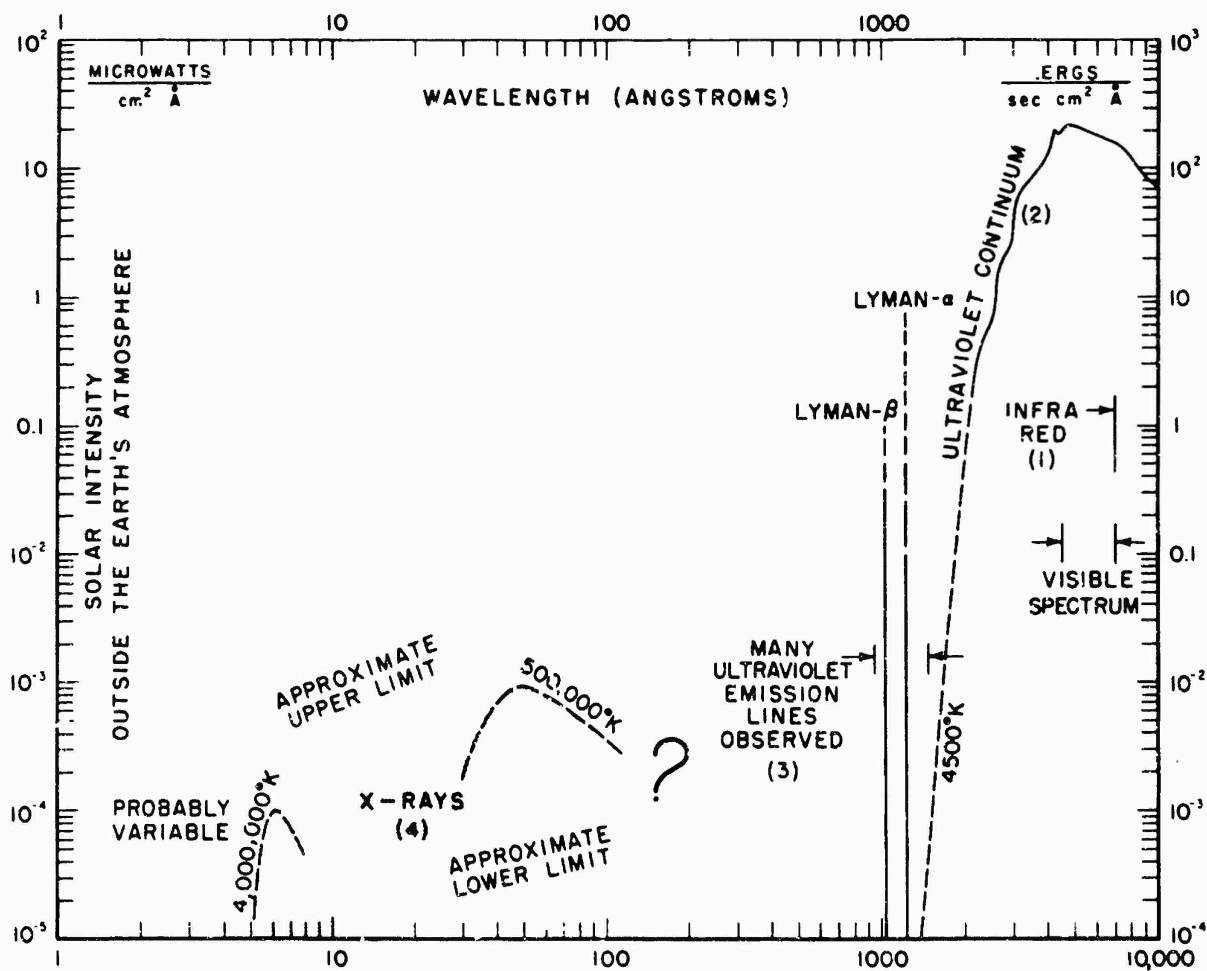 1 10 100 1000
10² 10³
MICROWATTS
cm² Å
WAVELENGTH (ANGSTROMS)
.ERGS
sec cm² Å
10 10²
ULTRAVIOLET CONTINUUM
(2)
1 10
LYMAN-α
LYMAN-β
0.1 1
INFRA
RED
(1)
SOLAR INTENSITY
OUTSIDE THE EARTH'S ATMOSPHERE
10⁻² 0.1
VISIBLE
SPECTRUM
MANY
ULTRAVIOLET
EMISSION
LINES
OBSERVED
(3)
10⁻³ 10⁻²
APPROXIMATE
UPPER LIMIT
500,000°K
?
4500°K
10⁻⁴ 10⁻³
PROBABLY
VARIABLE
4,000,000°K
X-RAYS
(4)
APPROXIMATE
LOWER LIMIT
10⁻⁵ 10⁻⁴
1 10 100 1000 10,000